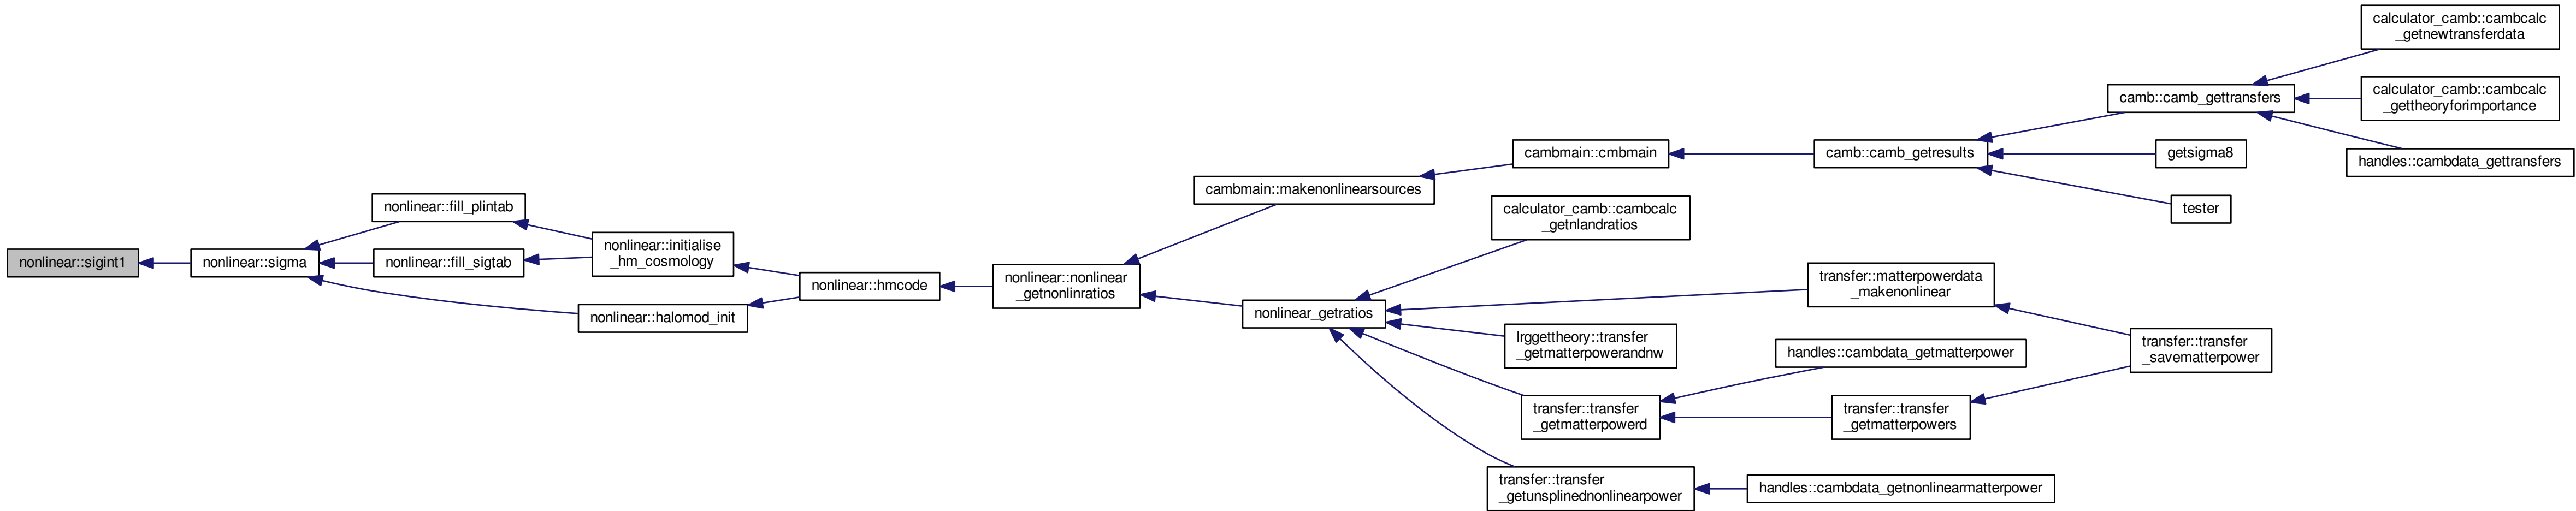 nonlinear::sigint1
nonlinear::sigma
nonlinear::fill_plintab
nonlinear::fill_sigtab
nonlinear::halomod_init
nonlinear::initialise
_hm_cosmology
nonlinear::hmcode
nonlinear::nonlinear
_getnonlinratios
cambmain::makenonlinearsources
nonlinear_getratios
cambmain::cmbmain
calculator_camb::cambcalc
_getnlandratios
transfer::matterpowerdata
_makenonlinear
lrggettheory::transfer
_getmatterpowerandnw
transfer::transfer
_getmatterpowerd
transfer::transfer
_getunsplinednonlinearpower
camb::camb_getresults
handles::cambdata_getmatterpower
transfer::transfer
_getmatterpowers
handles::cambdata_getnonlinearmatterpower
camb::camb_gettransfers
getsigma8
tester
transfer::transfer
_savematterpower
calculator_camb::cambcalc
_getnewtransferdata
calculator_camb::cambcalc
_gettheoryforimportance
handles::cambdata_gettransfers